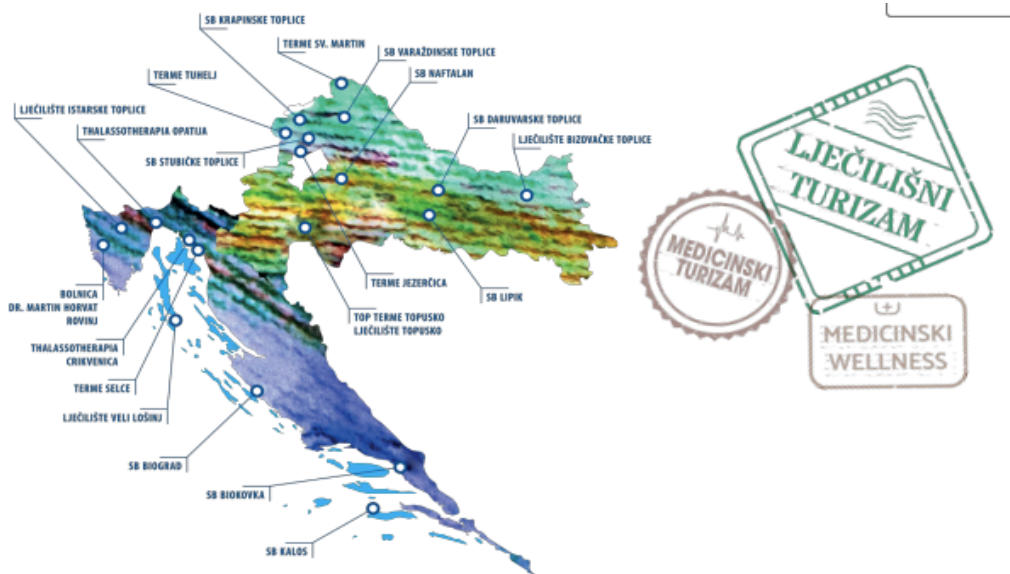 SB KRAPINSKE TOPLICE
TERME SV. MARTIN
SB VARAŽDINSKE TOPLICE
TERME TUHELJ
SB NAFTALAN
LJEČILIŠTE ISTARSKE TOPLICE
THALASSOTHERAPIA OPATIJA
SB DARUVARSKE TOPLICE
LJEČILIŠTE BIZOVAČKE TOPLICE
SB STUBIČKE TOPLICE
TERME JEZERČICA
SB LIPIK
BOLNICA
DR. MARTIN HORVAT
ROVINJ
TOP TERME TOPUSKO
LJEČILIŠTE TOPUSKO
THALASSOTHERAPIA
CRIKVENICA
TERME SELCE
LJEČILIŠTE VELI LOŠINJ
SB BIOGRAD
SB BIOKOVKA
SB KALOS
LJEČILIŠNI
TURIZAM
MEDICINSKI
TURIZAM
MEDICINSKI
WELLNESS